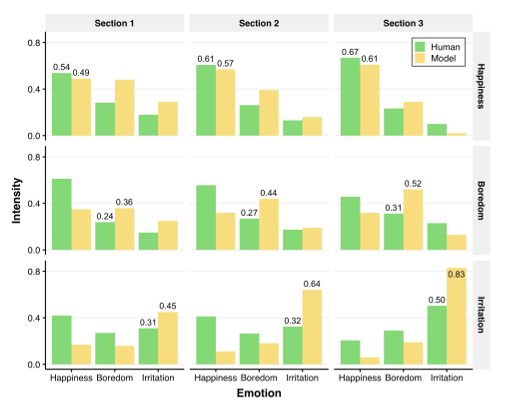 Section 1 Section 2 Section 3
Human
Model
0.8
0.4
0.0
0.54 0.49
0.61 0.57
0.67 0.61
Happiness
0.8
0.4
0.0
0.24 0.36
0.27 0.44
0.31 0.52
Boredom
Intensity
0.8
0.4
0.0
0.31 0.45
0.32 0.64
0.50 0.83
Irritation
Happiness Boredom Irritation Happiness Boredom Irritation Happiness Boredom Irritation
Emotion